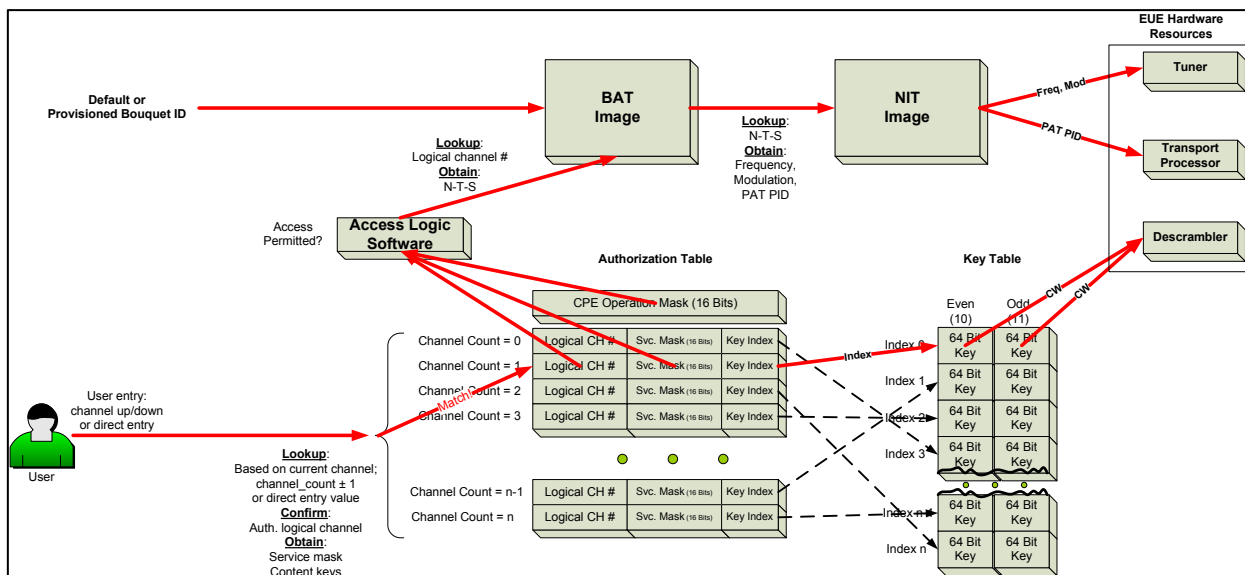 EUE Hardware
Resources
Tuner
BAT
Image
NIT
Image
Freq, Mod
Default or
Provisioned Bouquet ID
PAT PID
Lookup:
Logical channel #
Obtain:
N-T-S
Lookup:
N-T-S
Obtain:
Frequency,
Modulation,
PAT PID
Transport
Processor
Access
Permitted?
Access Logic
Software
Descrambler
Authorization Table
Key Table
CPE Operation Mask (16 Bits)
CW
CW
Even
(10)
Odd
(11)
Channel Count = 0
Logical CH #
Svc. Mask (16 Bits)
Key Index
Index 0
64 Bit
Key
64 Bit
Key
Channel Count = 1
Logical CH #
Svc. Mask (16 Bits)
Key Index
Index
Index 1
64 Bit
Key
64 Bit
Key
Channel Count = 2
Logical CH #
Svc. Mask (16 Bits)
Key Index
Index 2
64 Bit
Key
64 Bit
Key
Channel Count = 3
Logical CH #
Svc. Mask (16 Bits)
Key Index
Index 3
64 Bit
Key
64 Bit
Key
Match!
User entry:
channel up/down
or direct entry
User
Lookup:
Based on current channel;
channel_count ± 1
or direct entry value
Confirm:
Auth. logical channel
Obtain:
Service mask
Content keys
Channel Count = n-1
Logical CH #
Svc. Mask (16 Bits)
Key Index
64 Bit
Key
64 Bit
Key
Channel Count = n
Logical CH #
Svc. Mask (16 Bits)
Key Index
Index n
64 Bit
Key
64 Bit
Key